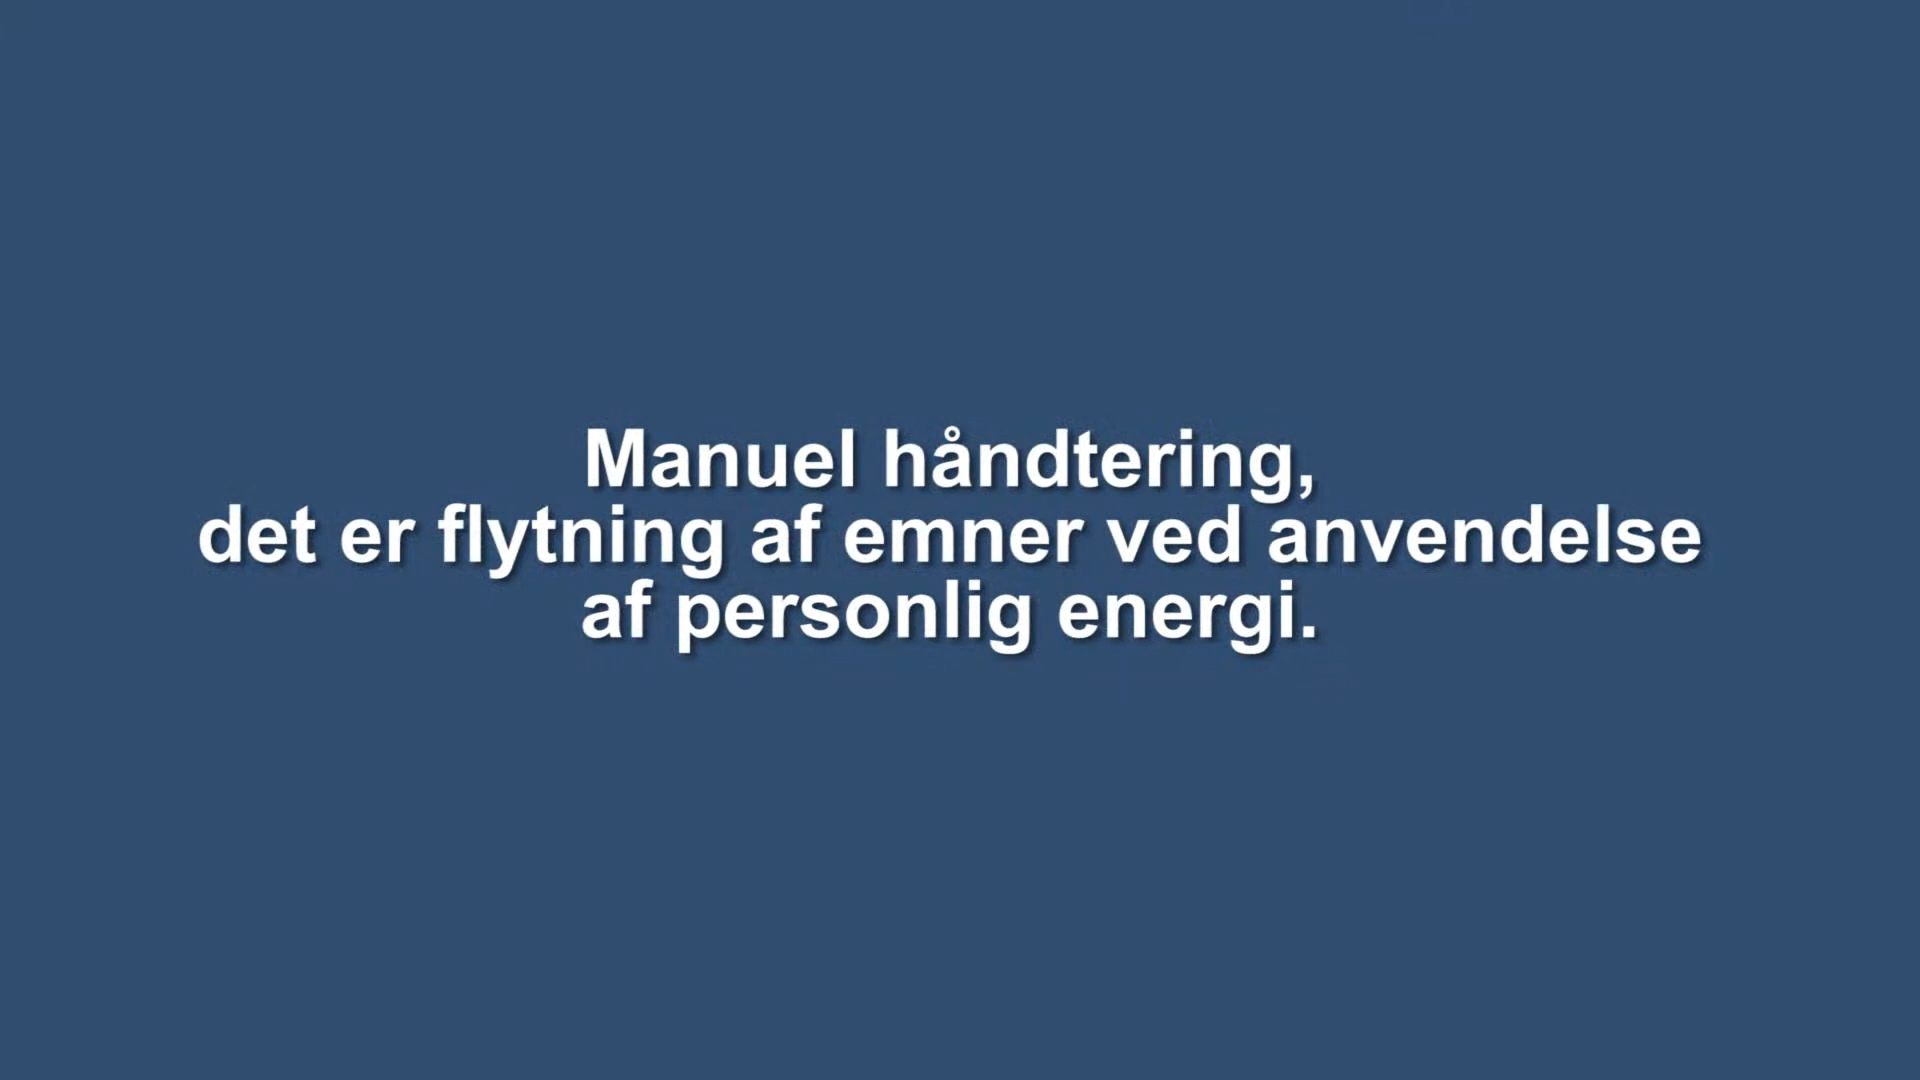 Manuel håndtering,
det er flytning af emner ved anvendelse
af personlig energi.